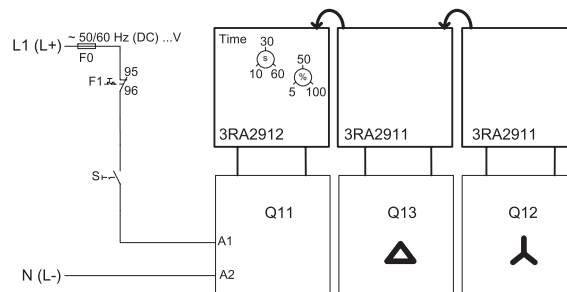 ~ 50/60 Hz (DC) ...V
L1 (L+)
F0
F1
95
96
S
Time
30
s
10 60
50
%
5 100
3RA2912
3RA2911
3RA2911
Q11
Q13
Q12
A1
A2
N (L-)